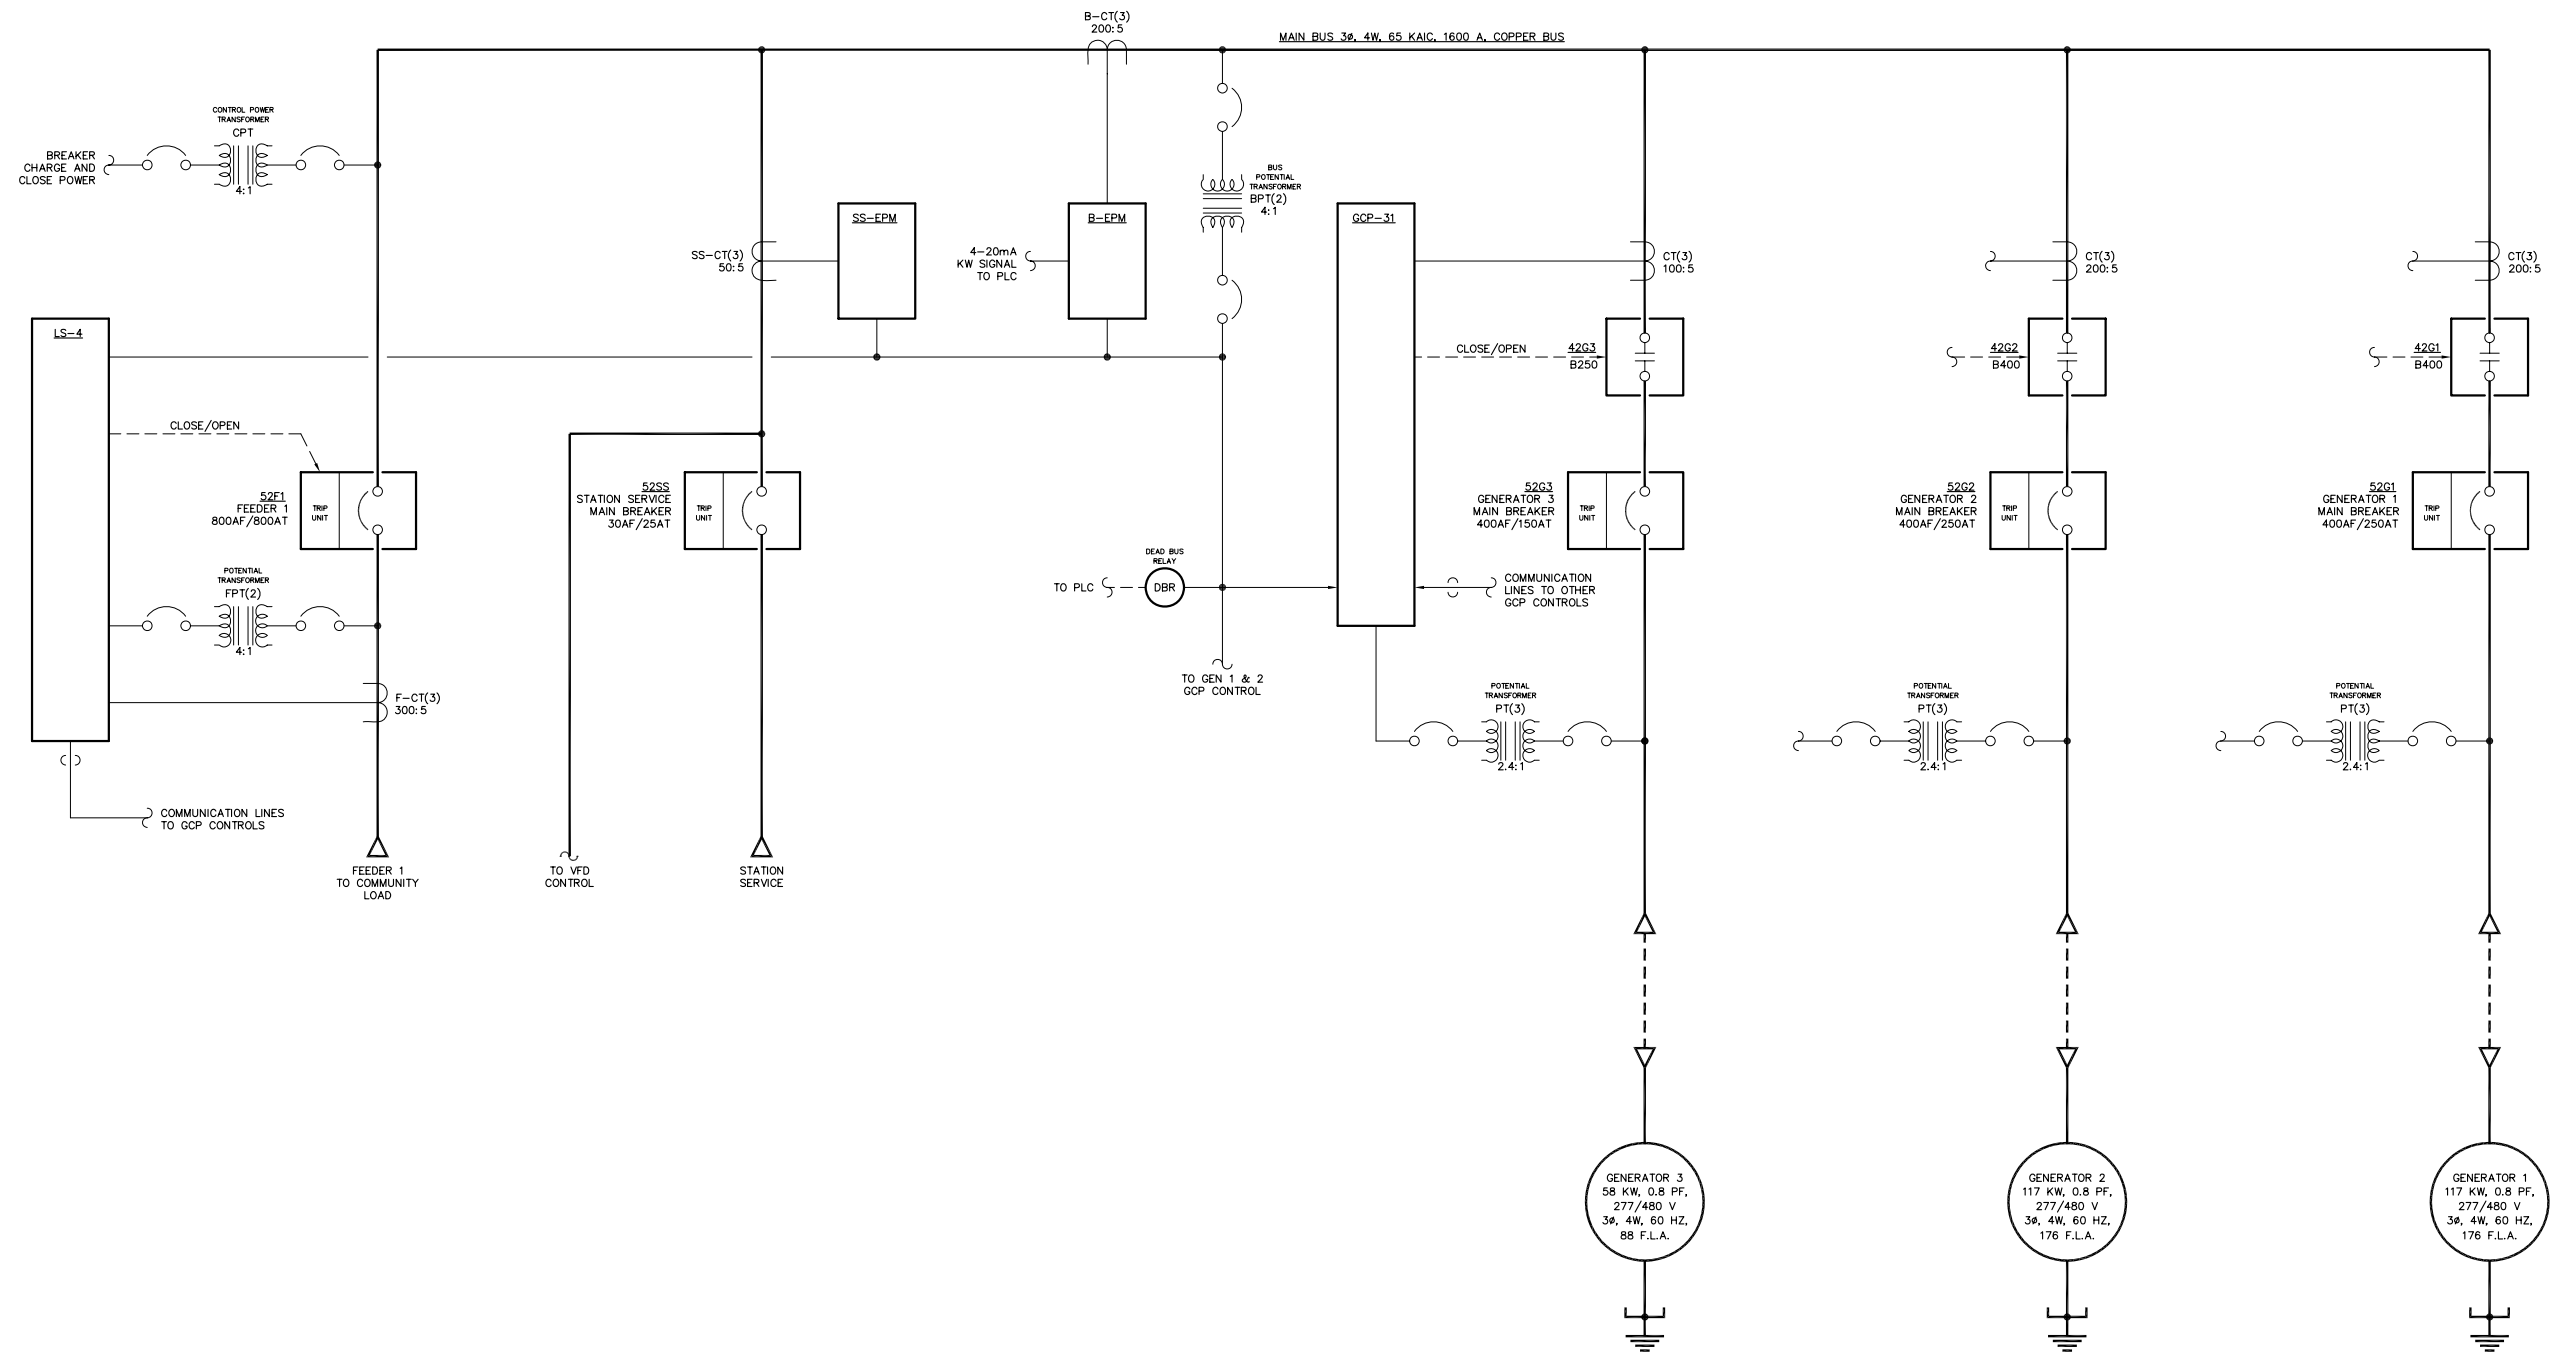 B-CT(3)
200:5
MAIN BUS 3ø, 4W, 65 KAIC, 1600 A, COPPER BUS
CONTROL POWER
TRANSFORMER
CPT
4:1
BREAKER
CHARGE AND
CLOSE POWER
BUS
POTENTIAL
TRANSFORMER
BPT(2)
4:1
SS-EPM
B-EPM
GCP-31
SS-CT(3)
50:5
4-20mA
KW SIGNAL
TO PLC
CT(3)
100:5
CT(3)
200:5
CT(3)
200:5
LS-4
CLOSE/OPEN
42G3
B250
42G2
B400
42G1
B400
CLOSE/OPEN
52F1
FEEDER 1
800AF/800AT
TRIP
UNIT
52SS
STATION SERVICE
MAIN BREAKER
30AF/25AT
TRIP
UNIT
52G3
GENERATOR 3
MAIN BREAKER
400AF/150AT
TRIP
UNIT
52G2
GENERATOR 2
MAIN BREAKER
400AF/250AT
TRIP
UNIT
52G1
GENERATOR 1
MAIN BREAKER
400AF/250AT
TRIP
UNIT
POTENTIAL
TRANSFORMER
FPT(2)
4:1
DEAD BUS
RELAY
TO PLC
DBR
COMMUNICATION
LINES TO OTHER
GCP CONTROLS
F-CT(3)
300:5
TO GEN 1 & 2
GCP CONTROL
POTENTIAL
TRANSFORMER
PT(3)
2.4:1
POTENTIAL
TRANSFORMER
PT(3)
2.4:1
POTENTIAL
TRANSFORMER
PT(3)
2.4:1
COMMUNICATION LINES
TO GCP CONTROLS
FEEDER 1
TO COMMUNITY
LOAD
TO VFD
CONTROL
STATION
SERVICE
GENERATOR 3
58 KW, 0.8 PF,
277/480 V
3ø, 4W, 60 HZ,
88 F.L.A.
GENERATOR 2
117 KW, 0.8 PF,
277/480 V
3ø, 4W, 60 HZ,
176 F.L.A.
GENERATOR 1
117 KW, 0.8 PF,
277/480 V
3ø, 4W, 60 HZ,
176 F.L.A.